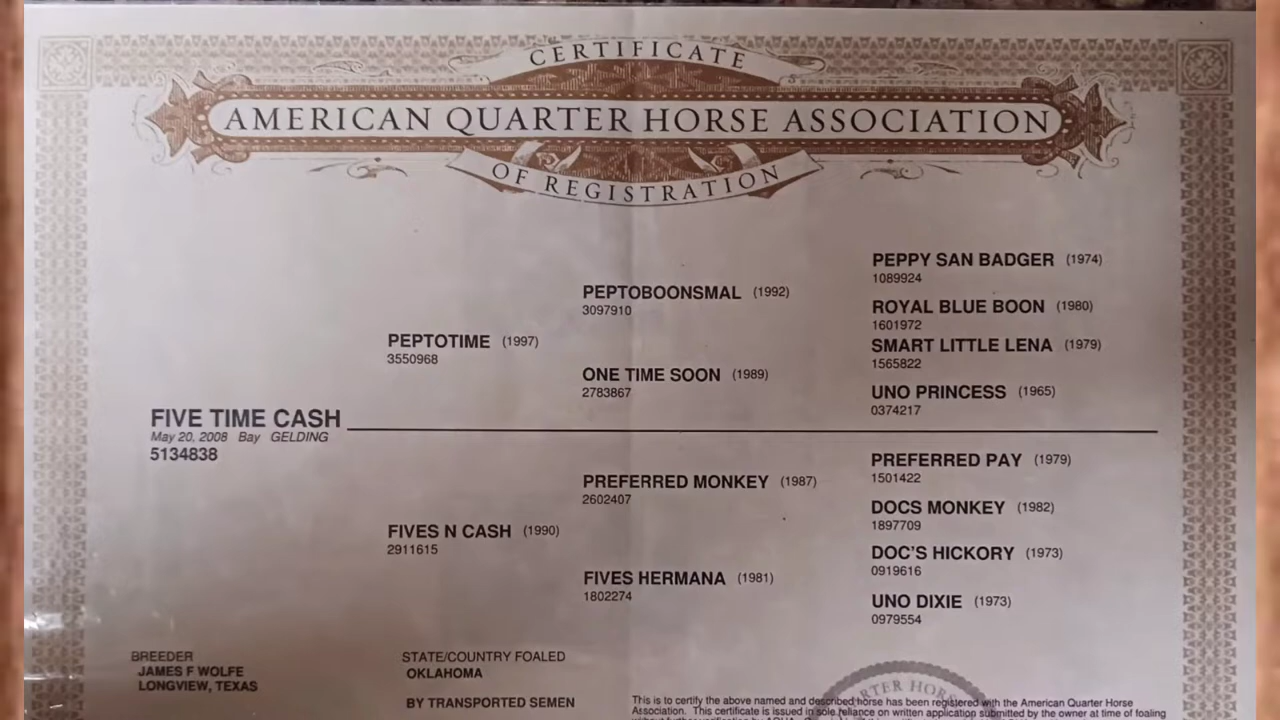 CERTIFICATE
AMERICAN QUARTER HORSE ASSOCIATION
OF REGISTRATION
PEPPY SAN BADGER (1974)
1089924
PEPTOBOONSMAL (1992)
3097910
ROYAL BLUE BOON (1980)
1601972
PEPTOTIME (1997)
3550968
SMART LITTLE LENA (1979)
1565822
ONE TIME SOON (1989)
2783867
UNO PRINCESS (1965)
0374217
FIVE TIME CASH
May 20, 2008 Bay GELDING
5134838
PREFERRED PAY (1979)
1501422
PREFERRED MONKEY (1987)
2602407
DOCS MONKEY (1982)
1897709
FIVES N CASH (1990)
2911615
DOC'S HICKORY (1973)
0919616
FIVES HERMANA (1981)
1802274
UNO DIXIE (1973)
0979554
BREEDER
JAMES F WOLFE
LONGVIEW, TEXAS
STATE/COUNTRY FOALED
OKLAHOMA
BY TRANSPORTED SEMEN
This is to certify the above named and described horse has been registered with the American Quarter Horse
Association. This certificate is issued in sole reliance on written application submitted by the owner at time of foaling